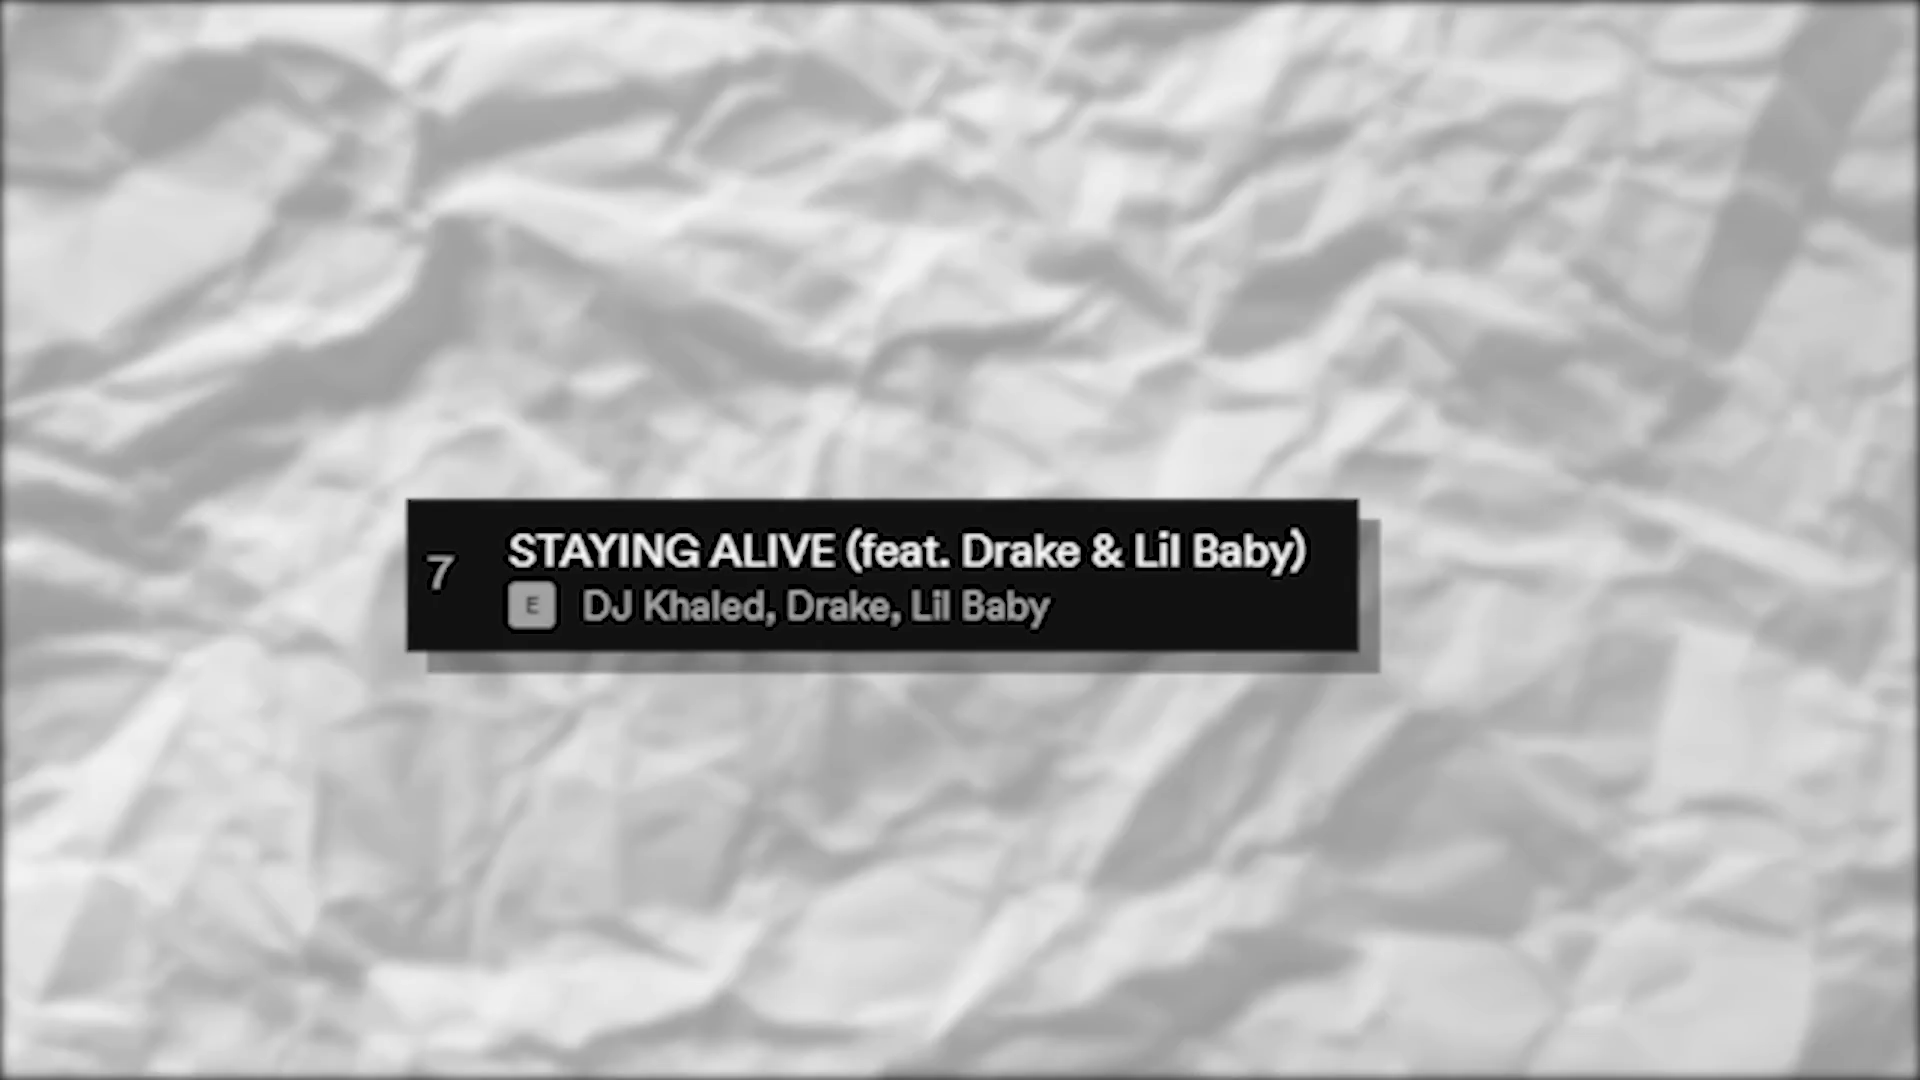 7
STAYING ALIVE (feat. Drake & Lil Baby)
E DJ Khaled, Drake, Lil Baby